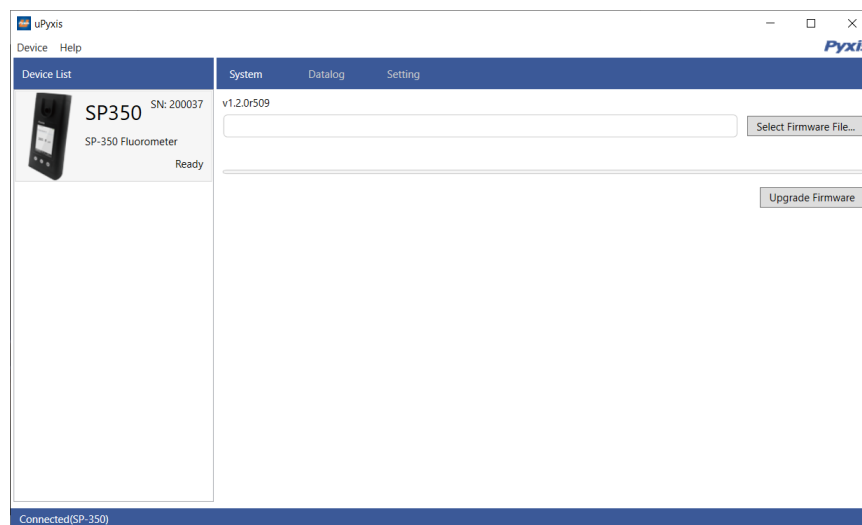 uPyxis
Device Help
Device List
System Datalog Setting
SP350 SN: 200037
SP-350 Fluorometer
Ready
v1.2.0r509
Select Firmware File...
Upgrade Firmware
Connected(SP-350)